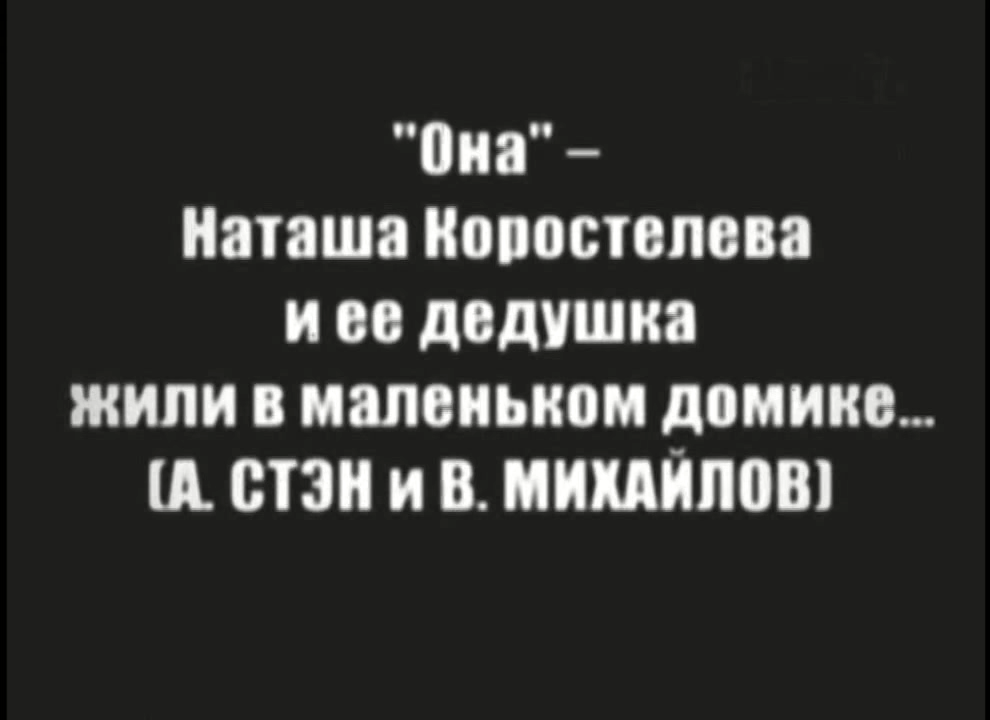 "Она" –
Наташа Коростелева
и ее дедушка
жили в маленьком домике...
(А. СТЭН и В. МИХАЙЛОВ)